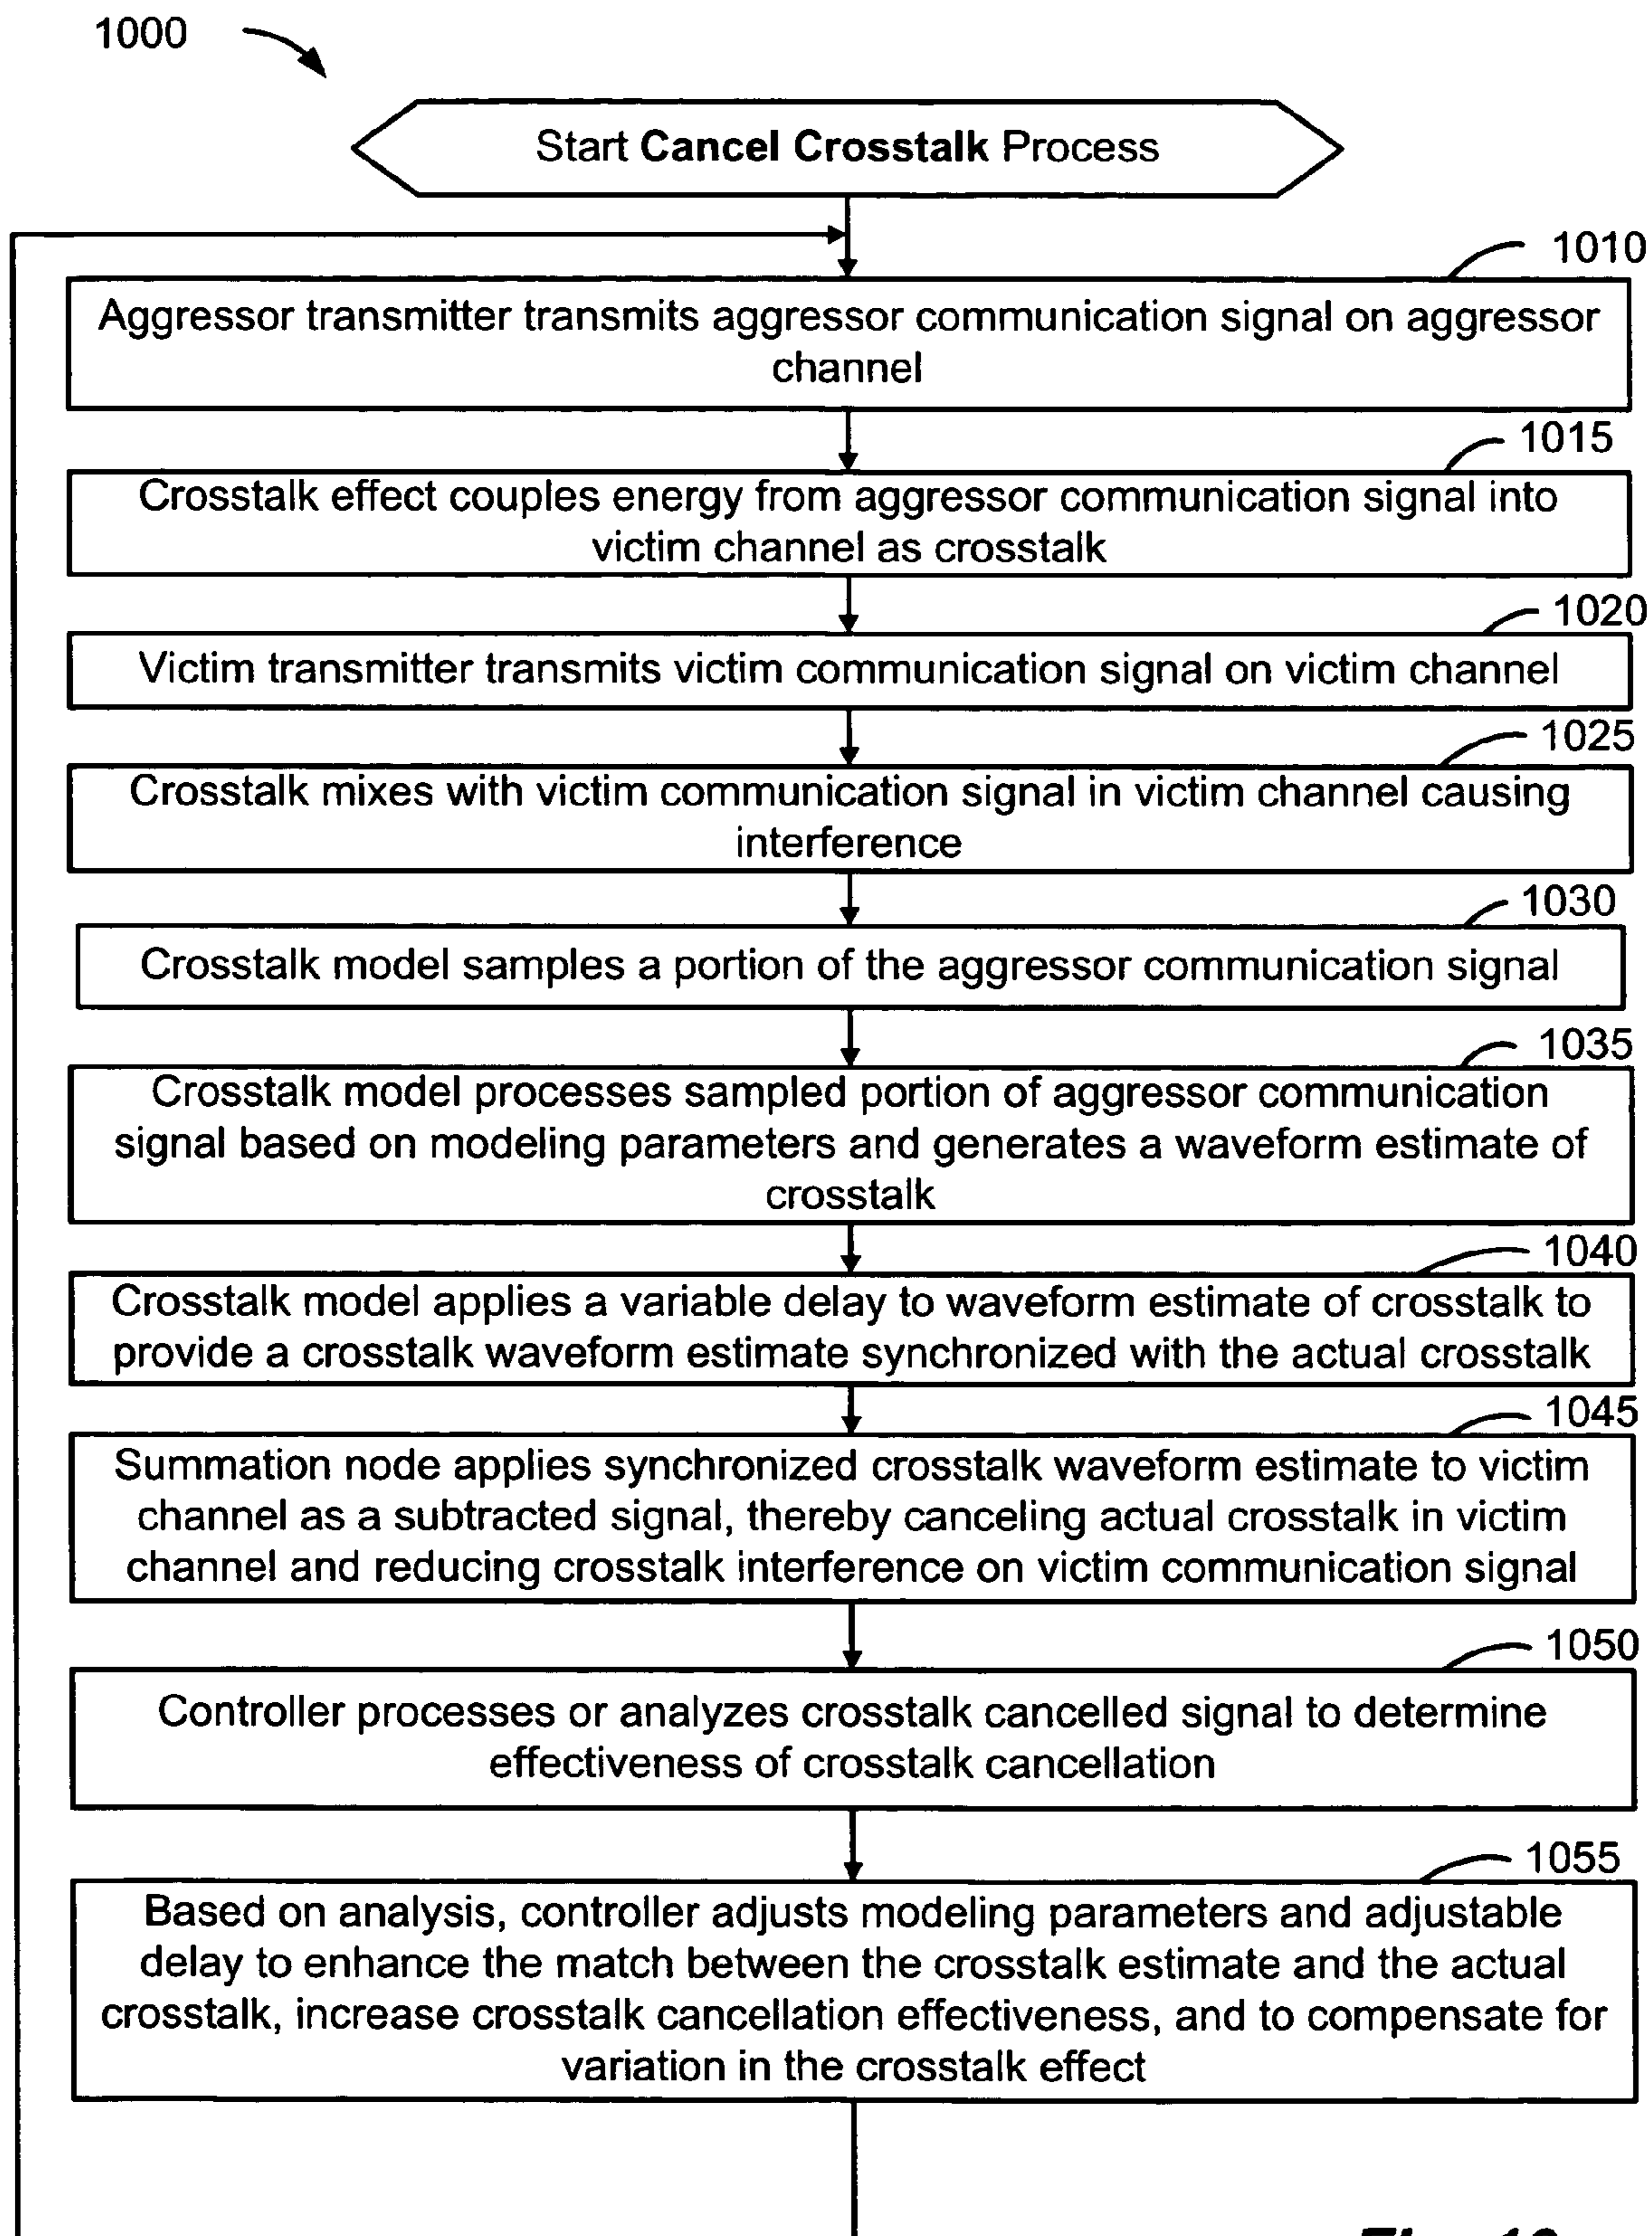 1000
Start Cancel Crosstalk Process
1010
Aggressor transmitter transmits aggressor communication signal on aggressor
channel
1015
Crosstalk effect couples energy from aggressor communication signal into
victim channel as crosstalk
1020
Victim transmitter transmits victim communication signal on victim channel
1025
Crosstalk mixes with victim communication signal in victim channel causing
interference
1030
Crosstalk model samples a portion of the aggressor communication signal
1035
Crosstalk model processes sampled portion of aggressor communication
signal based on modeling parameters and generates a waveform estimate of
crosstalk
1040
Crosstalk model applies a variable delay to waveform estimate of crosstalk to
provide a crosstalk waveform estimate synchronized with the actual crosstalk
1045
Summation node applies synchronized crosstalk waveform estimate to victim
channel as a subtracted signal, thereby canceling actual crosstalk in victim
channel and reducing crosstalk interference on victim communication signal
1050
Controller processes or analyzes crosstalk cancelled signal to determine
effectiveness of crosstalk cancellation
1055
Based on analysis, controller adjusts modeling parameters and adjustable
delay to enhance the match between the crosstalk estimate and the actual
crosstalk, increase crosstalk cancellation effectiveness, and to compensate for
variation in the crosstalk effect